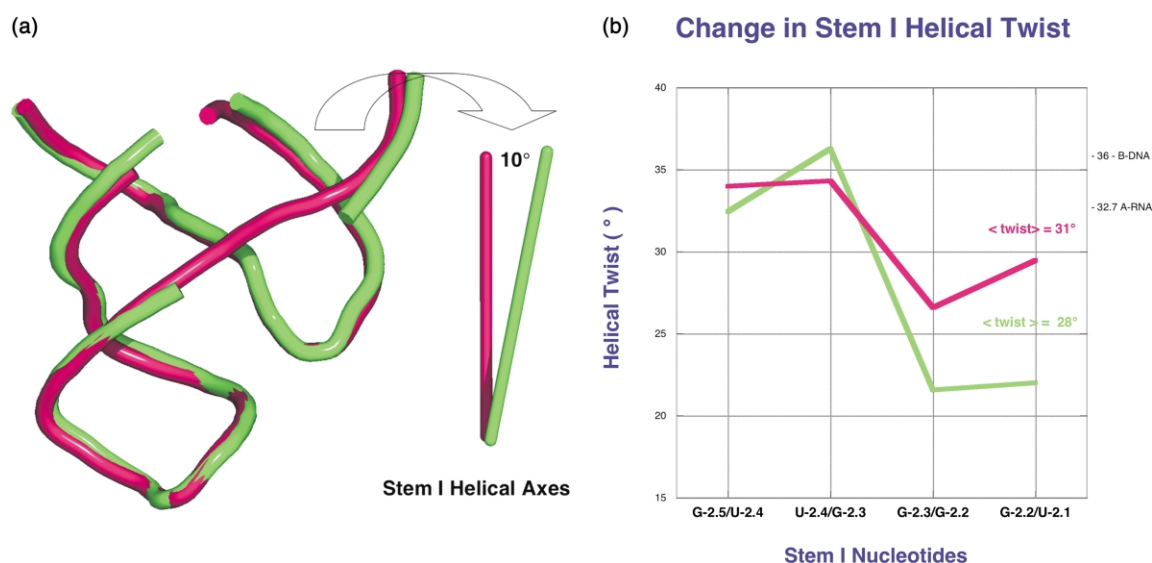 (a)
10°
Stem I Helical Axes
(b)
Change in Stem I Helical Twist
Helical Twist ( ° )
40
35
30
25
20
15
- 36 - B-DNA
- 32.7 A-RNA
< twist> = 31°
< twist > = 28°
G-2.5/U-2.4
U-2.4/G-2.3
G-2.3/G-2.2
G-2.2/U-2.1
Stem I Nucleotides